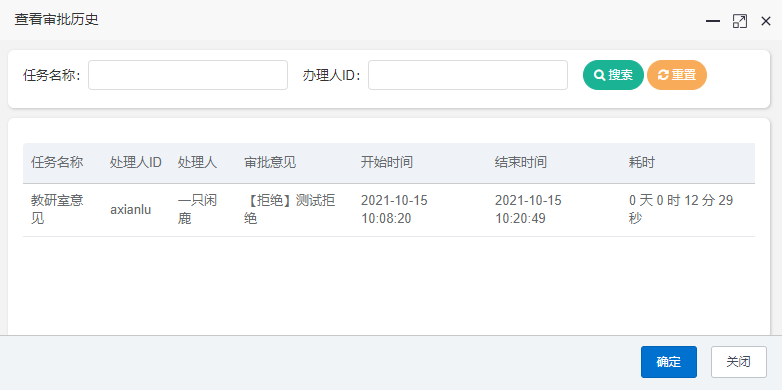 查看审批历史
任务名称：
办理人ID：
搜索
重置
任务名称 处理人ID 处理人 审批意见 开始时间 结束时间 耗时
教研室意见 axianlu 一只闲鹿 【拒绝】测试拒绝 2021-10-15 10:08:20 2021-10-15 10:20:49 0 天 0 时 12 分 29 秒
确定
关闭